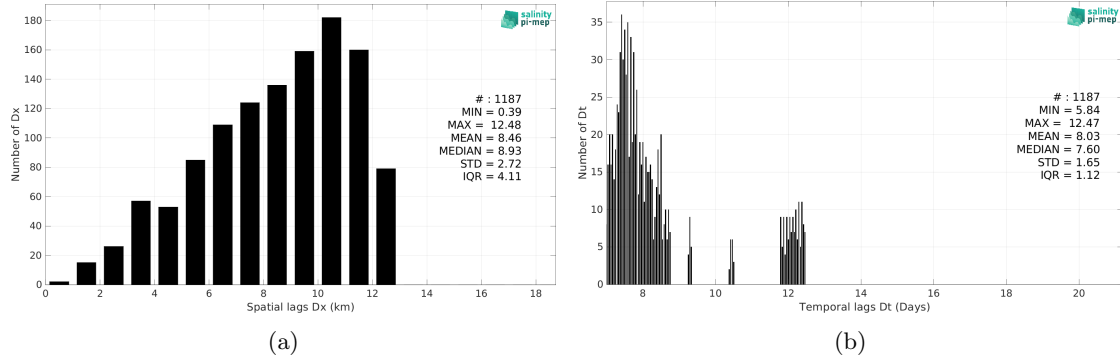 salinity
pi-mep
180
160
140
120
100
80
60
40
20
0
Number of Dx
# : 1187
MIN = 0.39
MAX = 12.48
MEAN = 8.46
MEDIAN = 8.93
STD = 2.72
IQR = 4.11
0 2 4 6 8 10 12 14 16 18
Spatial lags Dx (km)
(a)
salinity
pi-mep
35
30
25
20
15
10
5
0
Number of Dt
# : 1187
MIN = 5.84
MAX = 12.47
MEAN = 8.03
MEDIAN = 7.60
STD = 1.65
IQR = 1.12
8 10 12 14 16 18 20
Temporal lags Dt (Days)
(b)